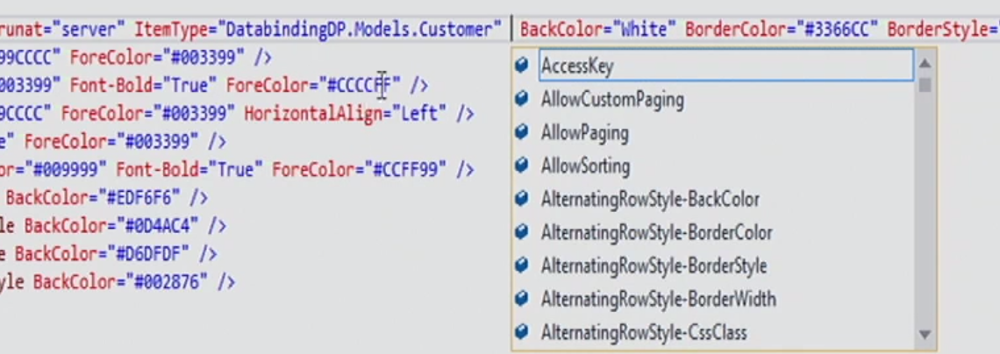 runat="server" ItemType="DatabindingDP.Models.Customer" BackColor="White" BorderColor="#3366CC" BorderStyle="
99CCCC" ForeColor="#003399" />
003399" Font-Bold="True" ForeColor="#CCCCFF" />
9CCCC" ForeColor="#003399" HorizontalAlign="Left" />
e" ForeColor="#003399" />
or="#009999" Font-Bold="True" ForeColor="#CCFF99" />
BackColor="#EDF6F6" />
le BackColor="#0D4AC4" />
e BackColor="#D6DFDF" />
yle BackColor="#002876" />
AccessKey
AllowCustomPaging
AllowPaging
AllowSorting
AlternatingRowStyle-BackColor
AlternatingRowStyle-BorderColor
AlternatingRowStyle-BorderStyle
AlternatingRowStyle-BorderWidth
AlternatingRowStyle-CssClass